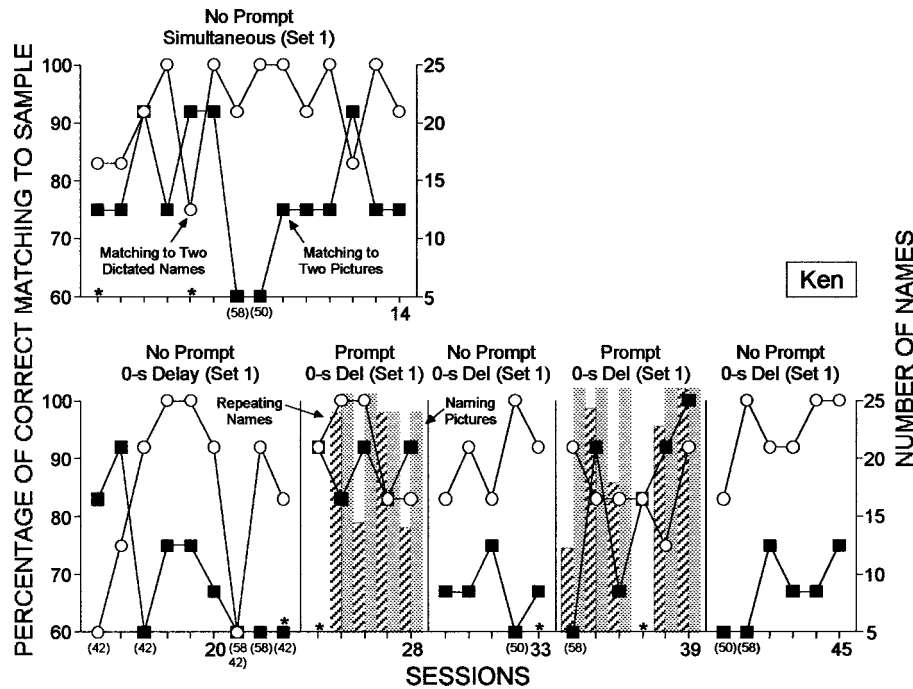 No Prompt
Simultaneous (Set 1)
PERCENTAGE OF CORRECT MATCHING TO SAMPLE
100
90
80
70
60
25
20
15
10
5
Matching to Two
Dictated Names
Matching to
Two Pictures
*
*
(58)
(50)
14
Ken
NUMBER OF NAMES
No Prompt
0-s Delay (Set 1)
Prompt
0-s Del (Set 1)
No Prompt
0-s Del (Set 1)
Prompt
0-s Del (Set 1)
No Prompt
0-s Del (Set 1)
Repeating
Names
Naming
Pictures
100
90
80
70
60
25
20
15
10
5
*
*
*
*
(42)
(42)
20
(58
42)
(58)
(42)
28
(50)
33
(58)
39
(50)
(58)
45
SESSIONS